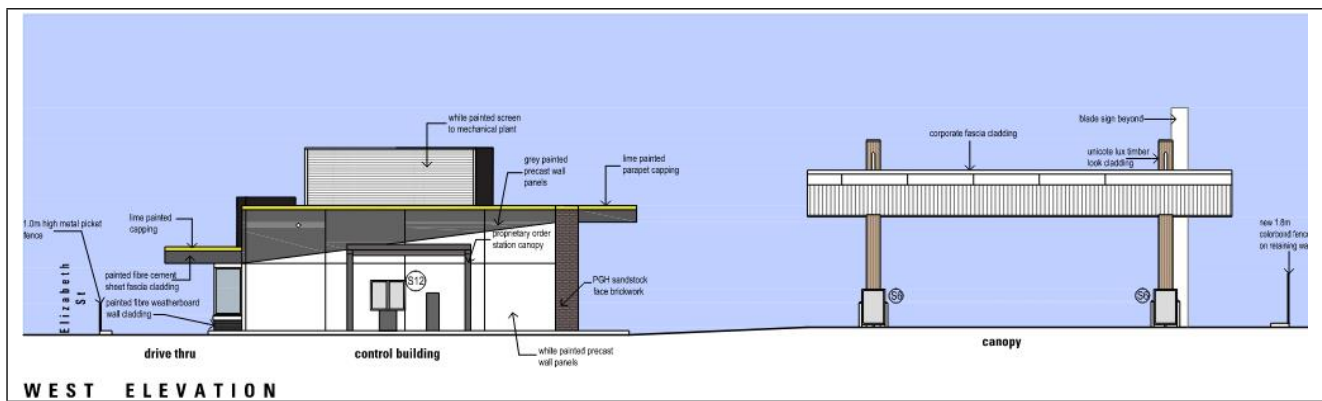 white painted screen
to mechanical plant
grey painted
precast wall
panels
lime painted
parapet capping
corporate fascia cladding
blade sign beyond
unicote lux timber
look cladding
1.0m high metal picket
fence
lime painted
capping
proprietary order
station canopy
new 1.8m
colorbond fence
on retaining wa
painted fibre cement
sheet fascia cladding
S12
PGH sandstock
face brickwork
painted fibre weatherboard
wall cladding
Elizabeth
St
S6
S6
drive thru
control building
white painted precast
wall panels
canopy
WEST ELEVATION